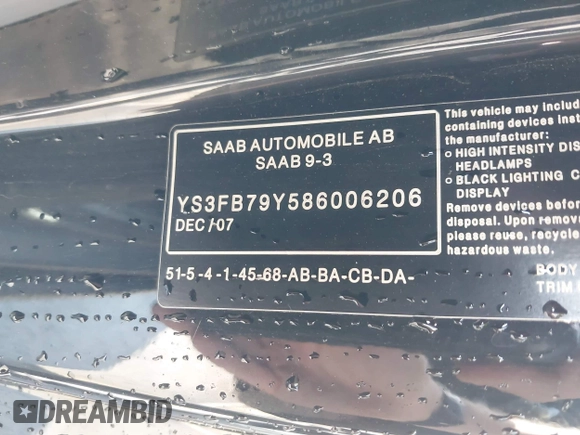 SAAB AUTOMOBILE AB
SAAB 9-3
YS3FB79Y586006206
DEC / 07
51-5 -4 -1-45-68-AB-BA-CB-DA-
This vehicle may include
containing devices inst
the manufacturer:
○ HIGH INTENSITY DIS
HEADLAMPS
○ BLACK LIGHTING C
DISPLAY
Remove devices before
disposal. Upon remov
please reuse, recycle
hazardous waste.
BODY
TRIM
DREAMBID